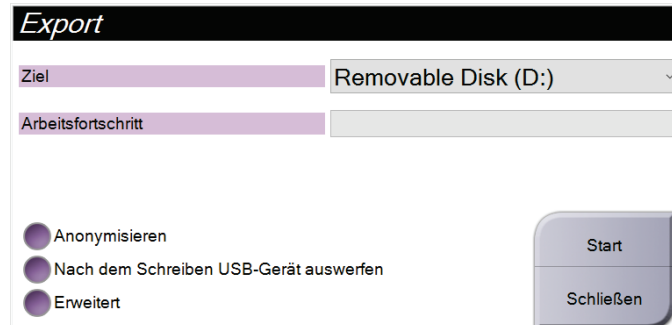 Export
Ziel
Removable Disk (D:)
Arbeitsfortschritt
Anonymisieren
Nach dem Schreiben USB-Gerät auswerfen
Erweitert
Start
Schließen